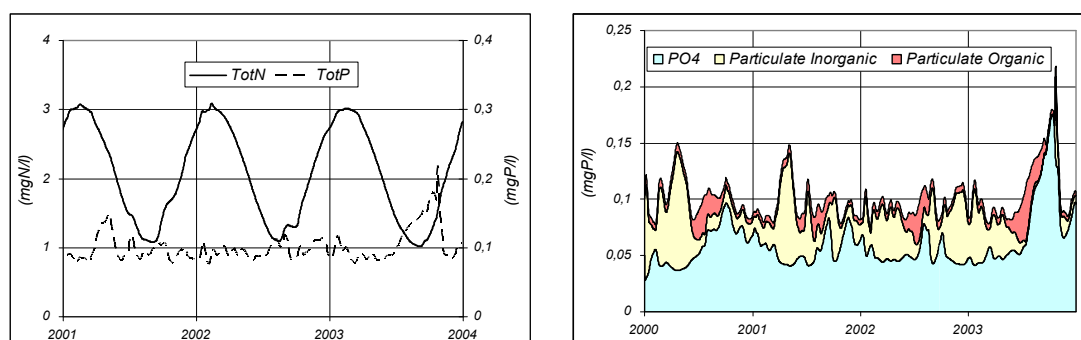 4
3
2
1
0
(mgN/l)
TotN TotP
0,4
0,3
0,2
0,1
0
(mgP/l)
2001 2002 2003 2004
0,25
0,2
0,15
0,1
0,05
0
(mgP/l)
PO4 Particulate Inorganic Particulate Organic
2000 2001 2002 2003